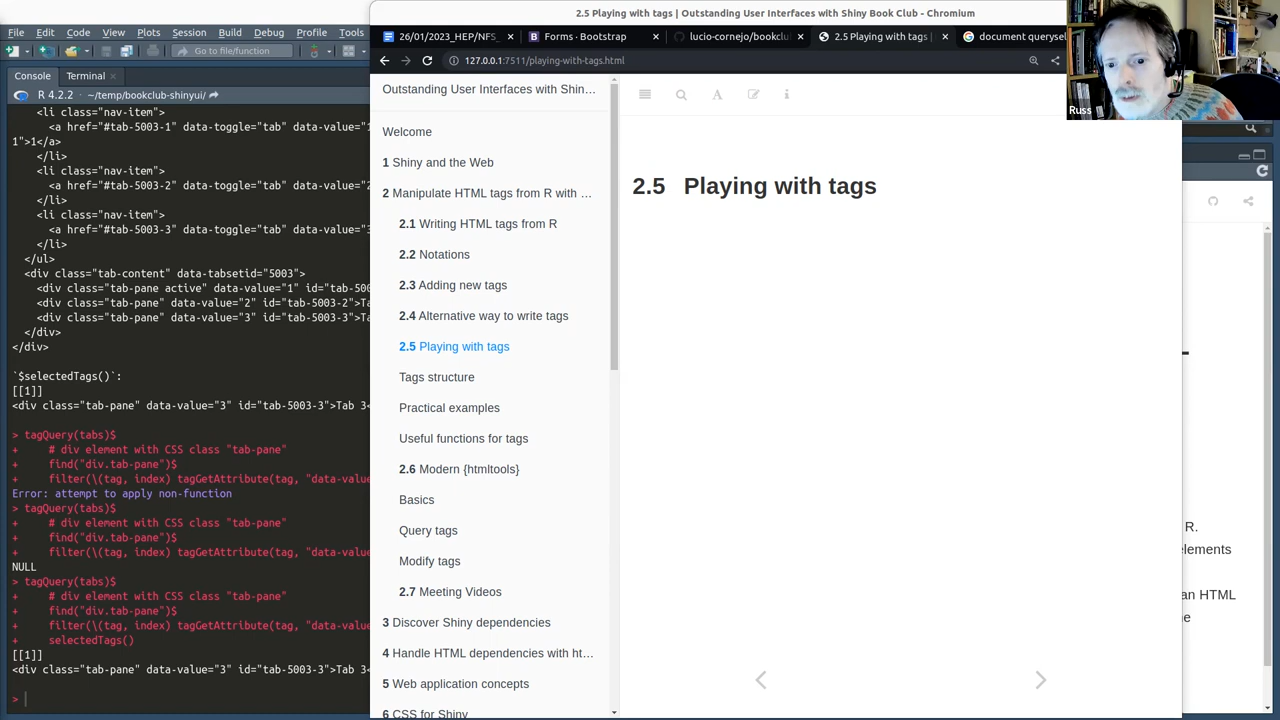 2.5 Playing with tags | Outstanding User Interfaces with Shiny Book Club - Chromium
File Edit Code View Plots Session Build Debug Profile Tools
Go to file/function
Console Terminal
R 4.2.2 · ~/temp/bookclub-shinyui/
<li class="nav-item">
<a href="#tab-5003-1" data-toggle="tab" data-value="1
1">1</a>
</li>
<li class="nav-item">
<a href="#tab-5003-2" data-toggle="tab" data-value="2
</li>
<li class="nav-item">
<a href="#tab-5003-3" data-toggle="tab" data-value="3
</li>
</ul>
<div class="tab-content" data-tabsetid="5003">
<div class="tab-pane active" data-value="1" id="tab-500
<div class="tab-pane" data-value="2" id="tab-5003-2">Ta
<div class="tab-pane" data-value="3" id="tab-5003-3">Ta
</div>
</div>
`$selectedTags()`:
[[1]]
<div class="tab-pane" data-value="3" id="tab-5003-3">Tab 3<
> tagQuery(tabs)$
+ # div element with CSS class "tab-pane"
+ find("div.tab-pane")$
+ filter(\(tag, index) tagGetAttribute(tag, "data-value
Error: attempt to apply non-function
> tagQuery(tabs)$
+ # div element with CSS class "tab-pane"
+ find("div.tab-pane")$
+ filter(\(tag, index) tagGetAttribute(tag, "data-value
NULL
> tagQuery(tabs)$
+ # div element with CSS class "tab-pane"
+ find("div.tab-pane")$
+ filter(\(tag, index) tagGetAttribute(tag, "data-value
+ selectedTags()
[[1]]
<div class="tab-pane" data-value="3" id="tab-5003-3">Tab 3<
>
26/01/2023_HEP/NFS_ Forms · Bootstrap lucio-cornejo/bookclu 2.5 Playing with tags | document querysel
127.0.0.1:7511/playing-with-tags.html
Outstanding User Interfaces with Shin…
Welcome
1 Shiny and the Web
2 Manipulate HTML tags from R with …
2.1 Writing HTML tags from R
2.2 Notations
2.3 Adding new tags
2.4 Alternative way to write tags
2.5 Playing with tags
Tags structure
Practical examples
Useful functions for tags
2.6 Modern {htmltools}
Basics
Query tags
Modify tags
2.7 Meeting Videos
3 Discover Shiny dependencies
4 Handle HTML dependencies with ht…
5 Web application concepts
6 CSS for Shiny
2.5 Playing with tags
Russ
R.
elements
an HTML
e